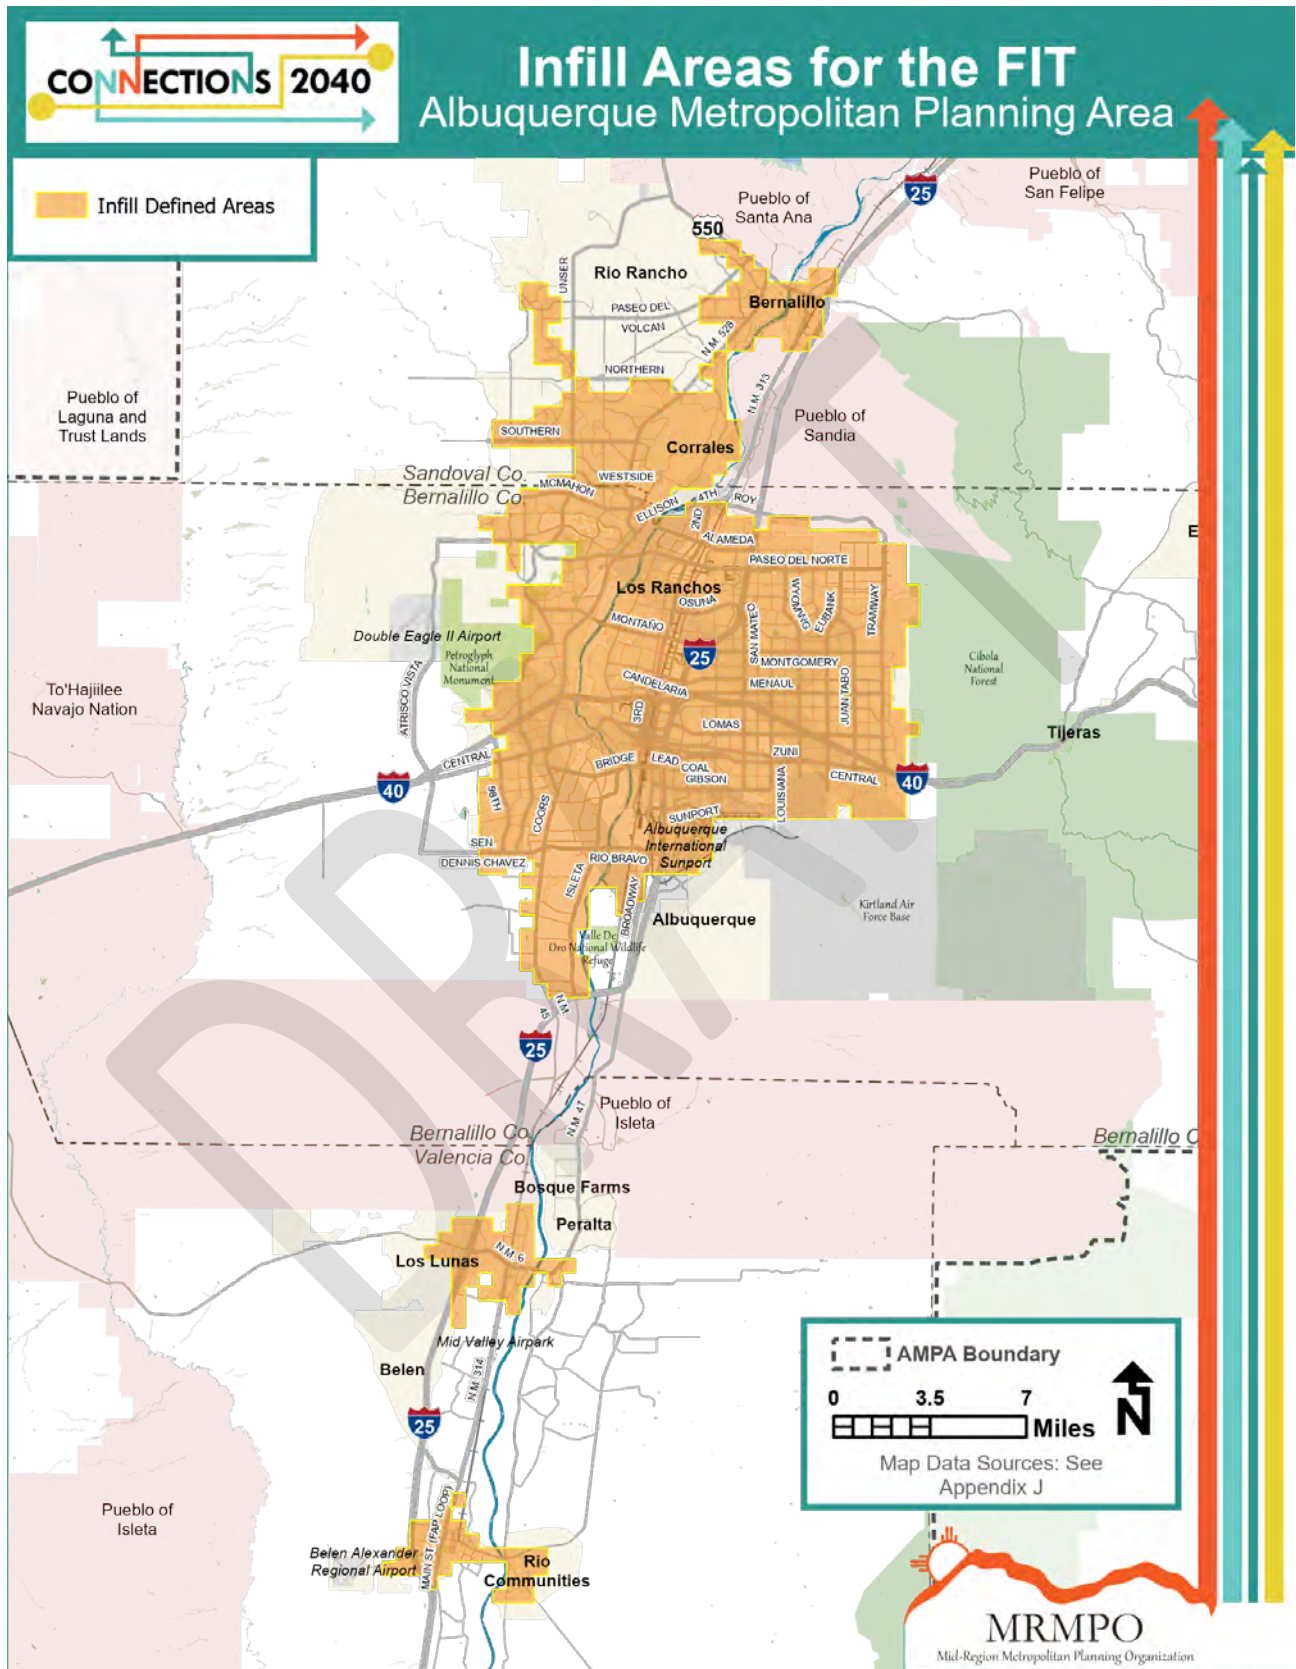 CONNECTIONS 2040
Infill Areas for the FIT
Albuquerque Metropolitan Planning Area
Infill Defined Areas
Pueblo of
San Felipe
Pueblo of
Santa Ana
25
550
Rio Rancho
UNSER
Bernalillo
PASEO DEL
VOLCAN
N.M. 528
NORTHERN
N.M. 313
Pueblo of
Laguna and
Trust Lands
Pueblo of
Sandia
SOUTHERN
Corrales
Sandoval Co.
Bernalillo Co.
WESTSIDE
MCMAHON
ELLISON
4TH
ROY
2ND
ALAMEDA
E
PASEO DEL NORTE
Los Ranchos
OSUNA
WYOMING
EUBANK
TRAMWAY
MONTAÑO
SAN MATEO
Double Eagle II Airport
Petroglyph
National
Monument
25
MONTGOMERY
Cibola
National
Forest
To'Hajiilee
Navajo Nation
ATRISCO VISTA
CANDELARIA
MENAUL
JUAN TABO
3RD
LOMAS
Tijeras
CENTRAL
BRIDGE
LEAD
COAL
GIBSON
ZUNI
CENTRAL
40
40
98TH
COORS
LOUISIANA
SUNPORT
Albuquerque
International
Sunport
SEN
DENNIS CHAVEZ
RIO BRAVO
ISLETA
BROADWAY
Albuquerque
Kirtland Air
Force Base
Valle De
Oro National Wildlife
Refuge
N.M.
45
25
DRAFT
Pueblo of
Isleta
N.M. 47
Bernalillo Co.
Valencia Co.
Bernalillo C
Bosque Farms
Peralta
Los Lunas
N.M. 6
Mid Valley Airpark
Belen
N.M. 314
25
AMPA Boundary
0 3.5 7
Miles
N
Map Data Sources: See
Appendix J
Pueblo of
Isleta
MAIN ST. (FAP LOOP)
Belen Alexander
Regional Airport
Rio
Communities
MRMPO
Mid-Region Metropolitan Planning Organization